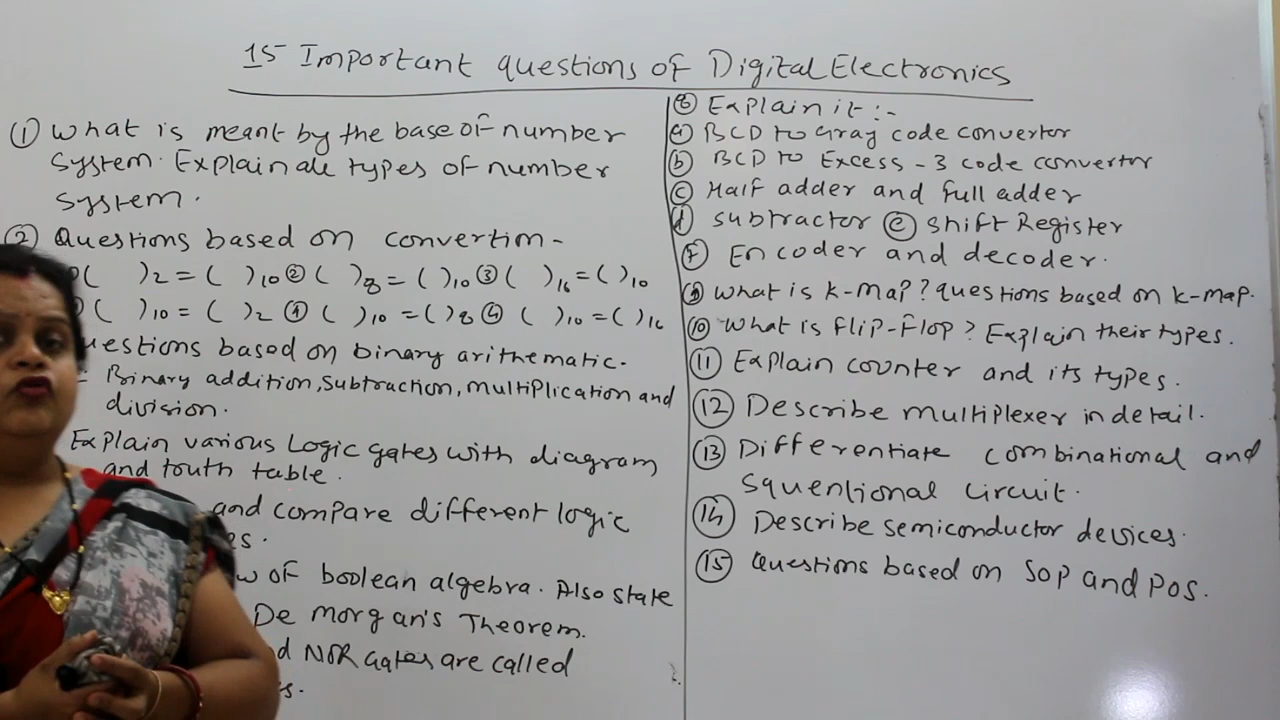 15 Important questions of Digital Electronics
① What is meant by the base of number
system. Explain all types of number
system.
② Questions based on convertion -
( )2 = ( )10 ② ( )8 = ( )10 ③ ( )16 = ( )10
( )10 = ( )2 ( )10 = ( )8 ( )10 = ( )16
uestions based on binary arithematic.
- Binary addition, subtraction, multiplication and
division.
Explain various Logic gates with diagram
and truth table.
and compare different logic
es.
w of boolean algebra. Also state
De morgan's Theorem.
d NOR Gates are called
s.
⑧ Explain it :-
ⓐ BCD to Gray code convertor
ⓑ BCD to Excess - 3 code convertor
ⓒ Half adder and full adder
ⓓ subtractor ⓔ shift Register
ⓕ Encoder and decoder.
⑨ What is K-map? questions based on K-map.
⑩ What is flip-flop? Explain their types.
⑪ Explain counter and its types.
⑫ Describe multiplexer in detail.
⑬ Differentiate combinational and
squentional circuit.
⑭ Describe semiconductor devices.
⑮ Questions based on SOP and POS.